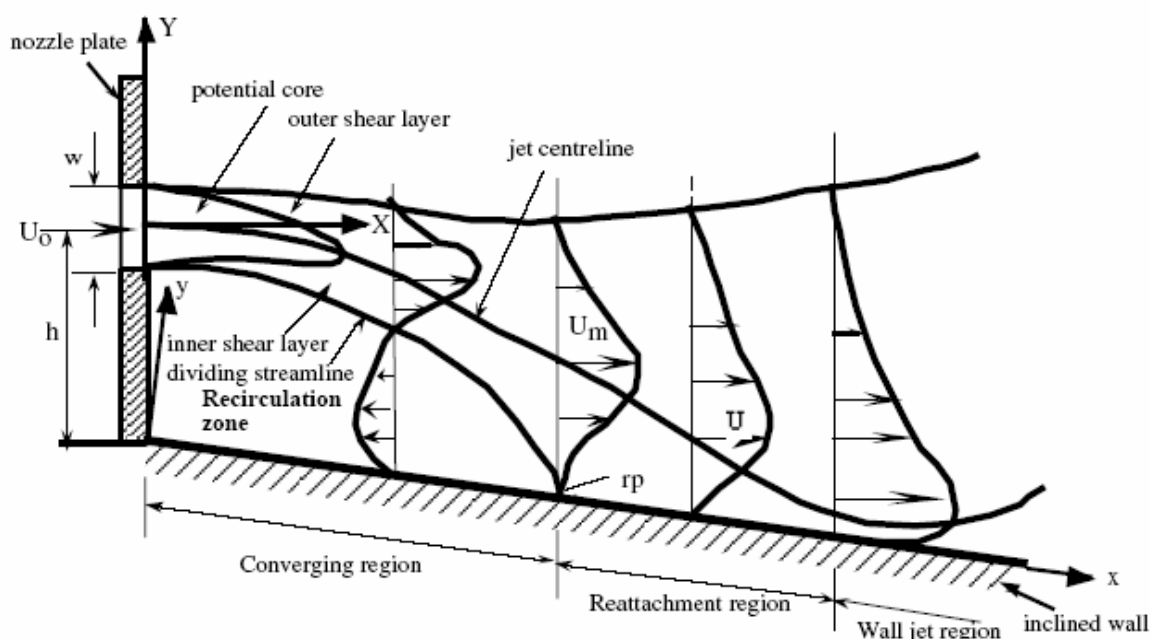 Y
nozzle plate
potential core
outer shear layer
jet centreline
w
X
Uo
y
h
Um
inner shear layer
dividing streamline
Recirculation
zone
U
rp
Converging region
Reattachment region
x
inclined wall
Wall jet region